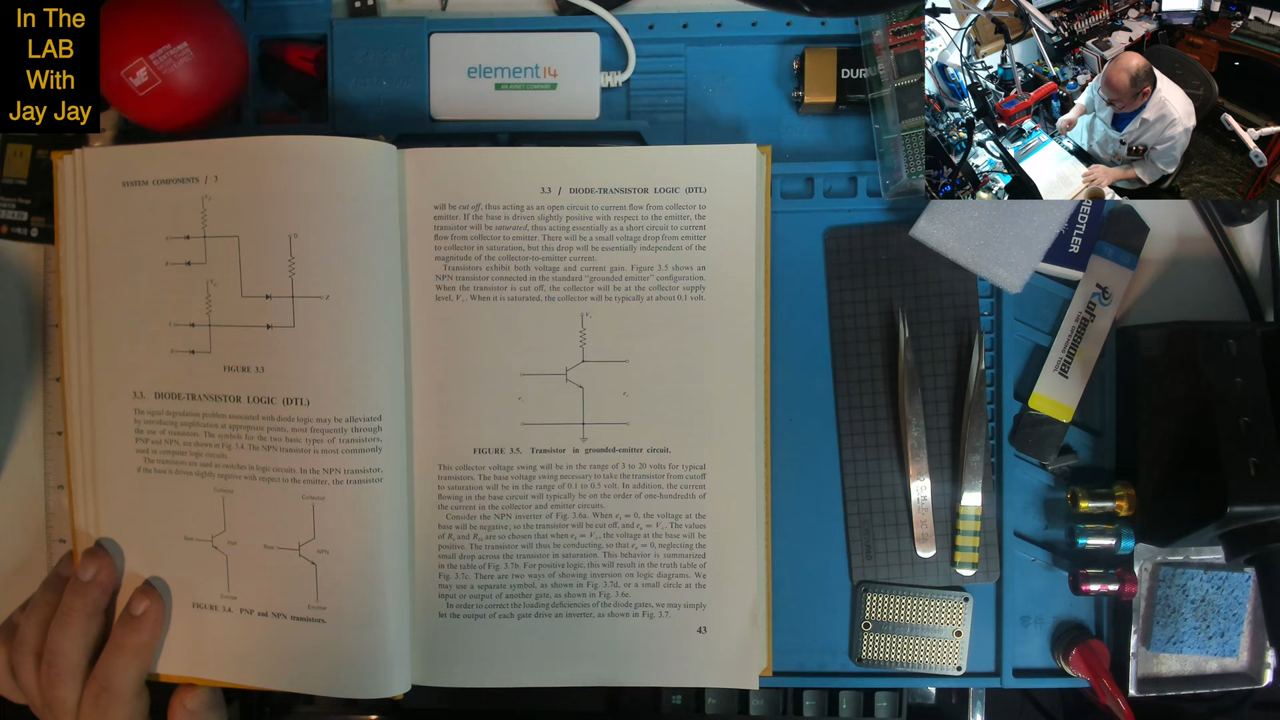 In The
LAB
With
Jay Jay
element14
AN AVNET COMPANY
DURA
AEDTLER
Professional
THE OPENING TOOL
SYSTEM COMPONENTS / 3
Z
FIGURE 3.3
3.3. DIODE-TRANSISTOR LOGIC (DTL)
The signal degradation problem associated with diode logic may be alleviated
by introducing amplification at appropriate points, most frequently through
the use of transistors. The symbols for the two basic types of transistors,
PNP and NPN, are shown in Fig. 3.4. The NPN transistor is most commonly
used in computer logic circuits.
The transistors are used as switches in logic circuits. In the NPN transistor,
if the base is driven slightly negative with respect to the emitter, the transistor
Collector
Collector
Base
PNP
Base
NPN
Emitter
Emitter
FIGURE 3.4. PNP and NPN transistors.
3.3 / DIODE-TRANSISTOR LOGIC (DTL)
will be cut off, thus acting as an open circuit to current flow from collector to
emitter. If the base is driven slightly positive with respect to the emitter, the
transistor will be saturated, thus acting essentially as a short circuit to current
flow from collector to emitter. There will be a small voltage drop from emitter
to collector in saturation, but this drop will be essentially independent of the
magnitude of the collector-to-emitter current.
Transistors exhibit both voltage and current gain. Figure 3.5 shows an
NPN transistor connected in the standard "grounded emitter" configuration.
When the transistor is cut off, the collector will be at the collector supply
level, V. When it is saturated, the collector will be typically at about 0.1 volt.
FIGURE 3.5. Transistor in grounded-emitter circuit.
This collector voltage swing will be in the range of 3 to 20 volts for typical
transistors. The base voltage swing necessary to take the transistor from cutoff
to saturation will be in the range of 0.1 to 0.5 volt. In addition, the current
flowing in the base circuit will typically be on the order of one-hundredth of
the current in the collector and emitter circuits.
Consider the NPN inverter of Fig. 3.6a. When = 0, the voltage at the
base will be negative, so the transistor will be cut off, and = V. The values
of and are so chosen that when = V, the voltage at the base will be
positive. The transistor will thus be conducting, so that = 0, neglecting the
small drop across the transistor in saturation. This behavior is summarized
in the table of Fig. 3.7b. For positive logic, this will result in the truth table of
Fig. 3.7c. There are two ways of showing inversion on logic diagrams. We
may use a separate symbol, as shown in Fig. 3.7d, or a small circle at the
input or output of another gate, as shown in Fig. 3.6e.
In order to correct the loading deficiencies of the diode gates, we may simply
let the output of each gate drive an inverter, as shown in Fig. 3.7.
43